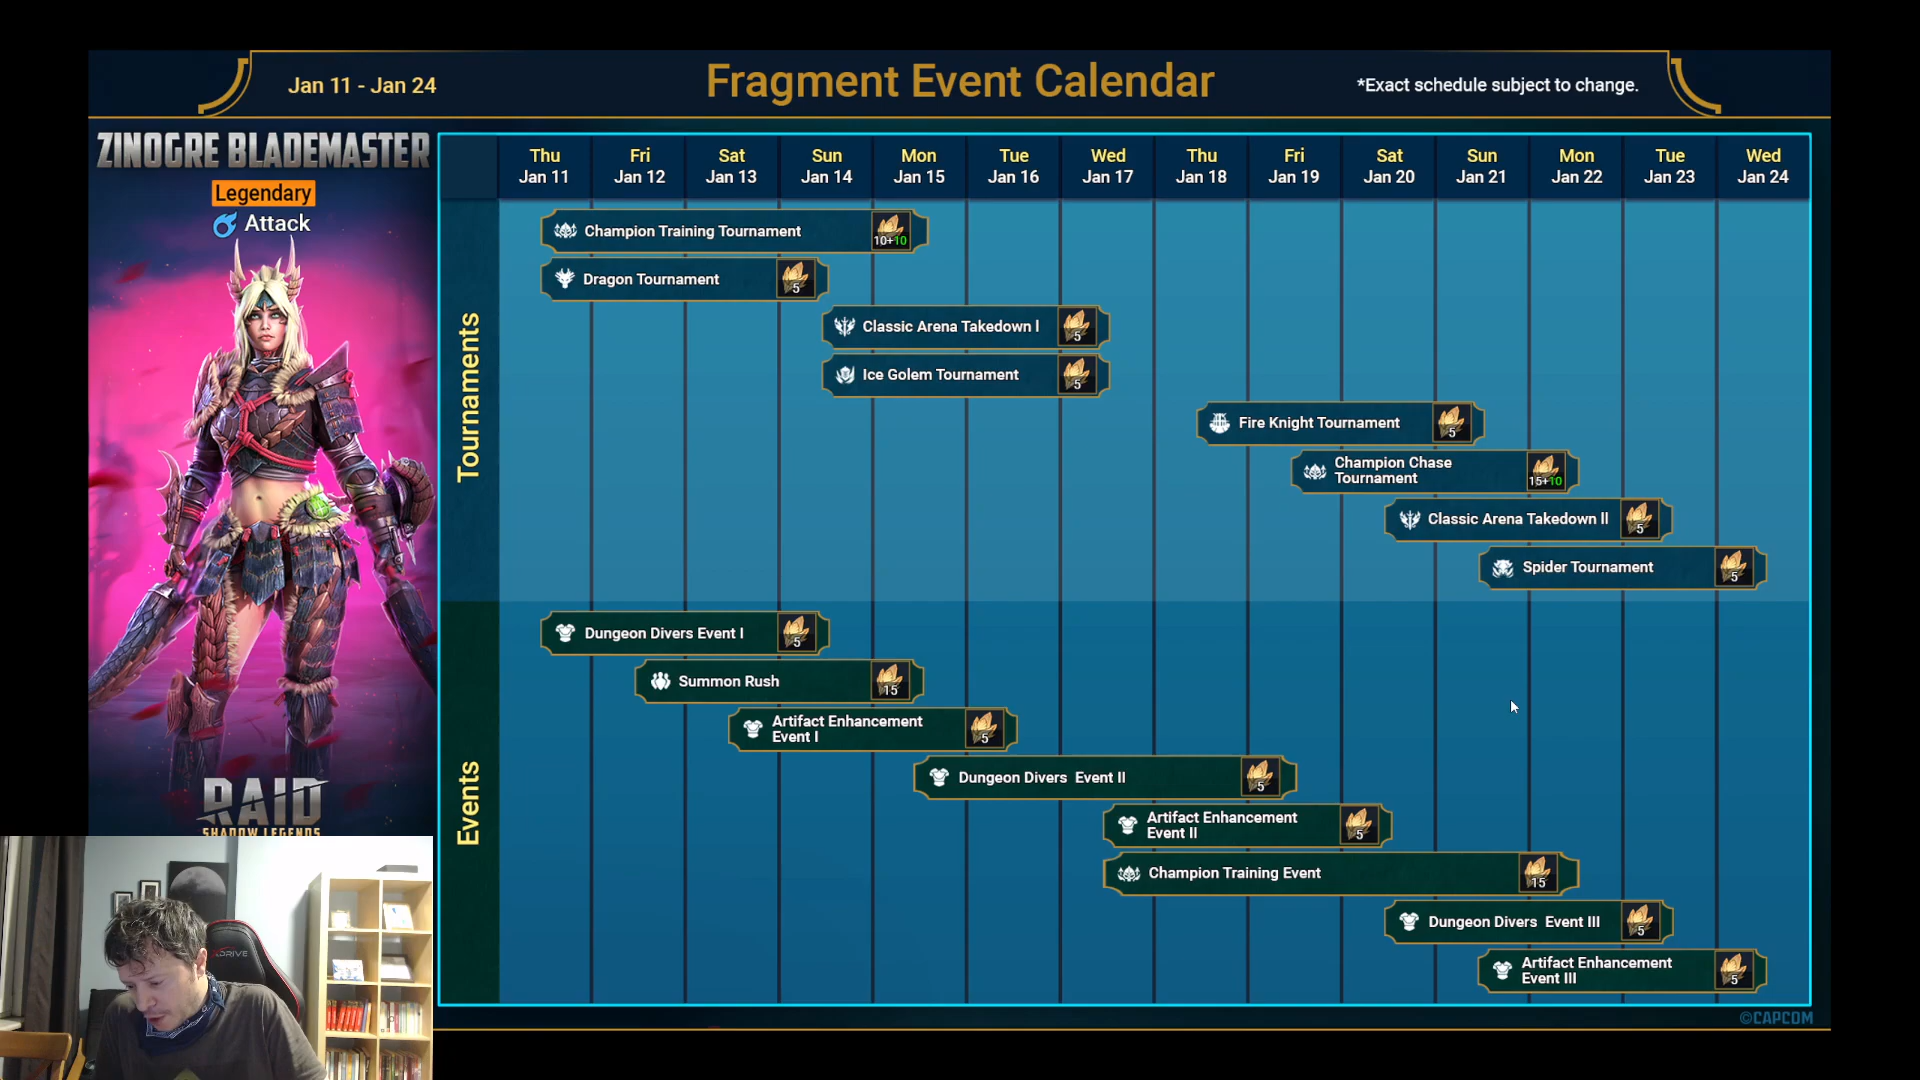 Jan 11 - Jan 24
Fragment Event Calendar
*Exact schedule subject to change.
ZINOGRE BLADEMASTER
Legendary
Attack
Thu Fri Sat Sun Mon Tue Wed Thu Fri Sat Sun Mon Tue Wed
Jan 11 Jan 12 Jan 13 Jan 14 Jan 15 Jan 16 Jan 17 Jan 18 Jan 19 Jan 20 Jan 21 Jan 22 Jan 23 Jan 24
Tournaments
Champion Training Tournament 10+10
Dragon Tournament 5
Classic Arena Takedown I 5
Ice Golem Tournament 5
Fire Knight Tournament 5
Champion Chase
Tournament 15+10
Classic Arena Takedown II 5
Spider Tournament 5
Events
Dungeon Divers Event I 5
Summon Rush 15
Artifact Enhancement
Event I 5
Dungeon Divers Event II 5
Artifact Enhancement
Event II 5
Champion Training Event 15
Dungeon Divers Event III 5
Artifact Enhancement
Event III 5
RAID
SHADOW LEGENDS
©CAPCOM